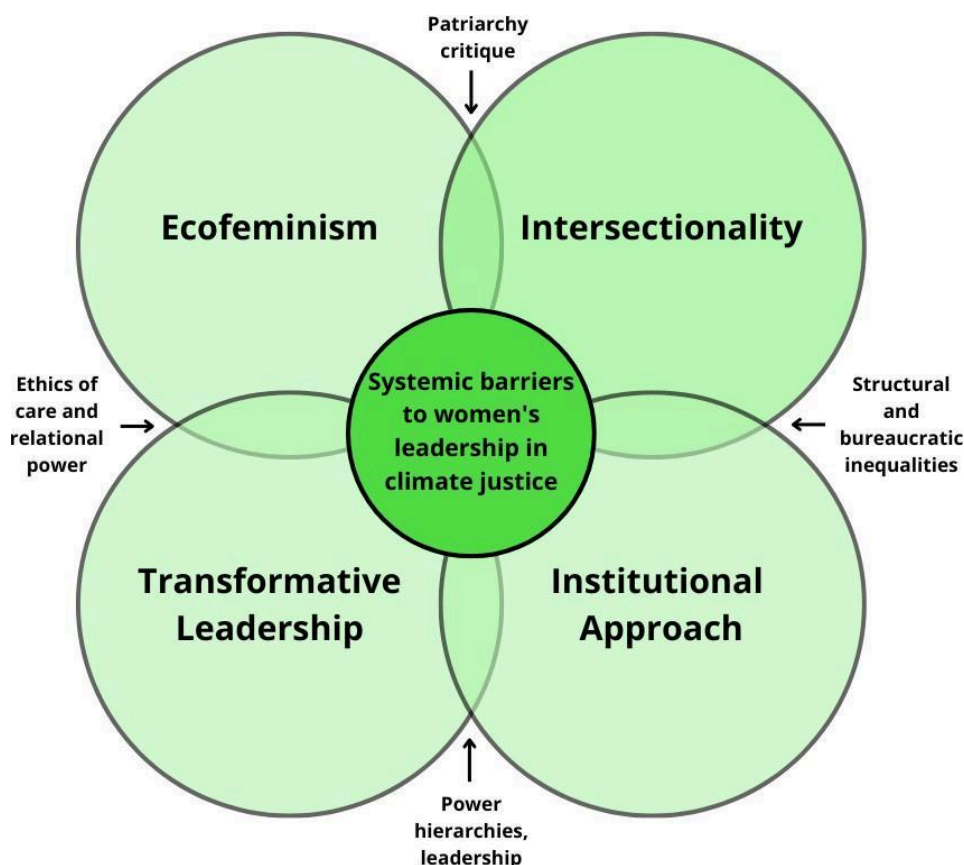 Patriarchy
critique
Ecofeminism
Intersectionality
Systemic barriers
to women's
leadership in
climate justice
Ethics of
care and
relational
power
Structural
and
bureaucratic
inequalities
Transformative
Leadership
Institutional
Approach
Power
hierarchies,
leadership